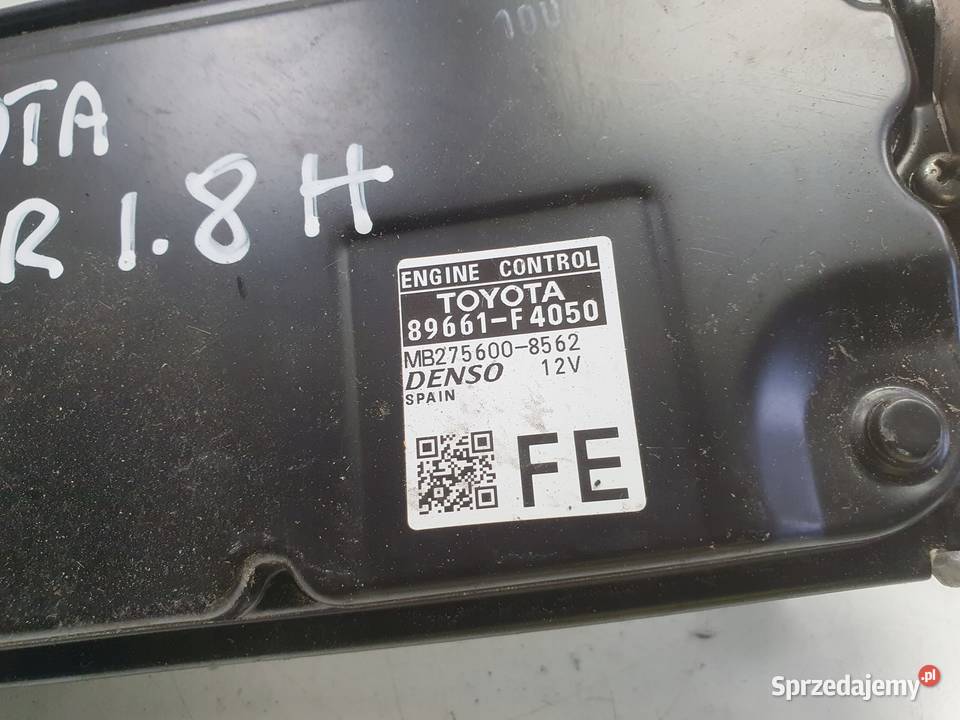 OTA
R 1.8 H
ENGINE CONTROL
TOYOTA
89661-F4050
MB275600-8562
DENSO 12V
SPAIN
FE
Sprzedajemy.pl